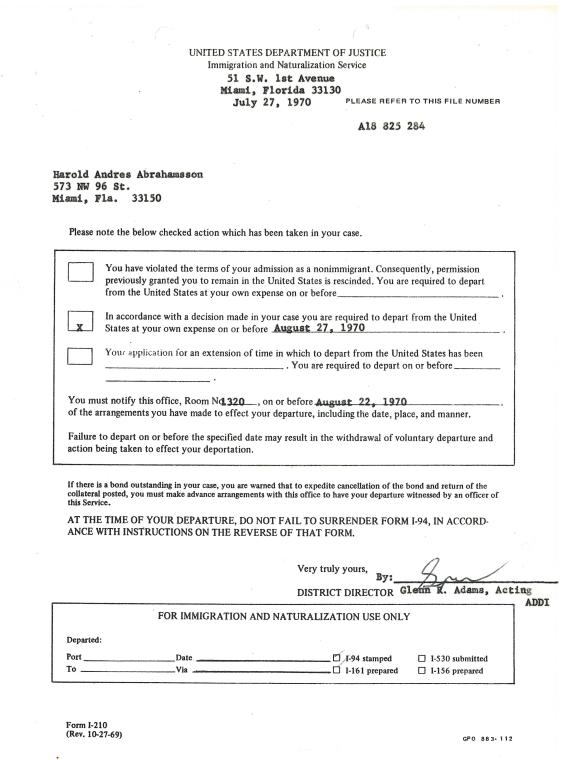 UNITED STATES DEPARTMENT OF JUSTICE
Immigration and Naturalization Service
51 S.W. 1st Avenue
Miami, Florida 33130
July 27, 1970 PLEASE REFER TO THIS FILE NUMBER
A18 825 284
Harold Andres Abrahamsson
573 NW 96 St.
Miami, Fla. 33150
Please note the below checked action which has been taken in your case.
You have violated the terms of your admission as a nonimmigrant. Consequently, permission
previously granted you to remain in the United States is rescinded. You are required to depart
from the United States at your own expense on or before .
In accordance with a decision made in your case you are required to depart from the United
X States at your own expense on or before August 27, 1970 .
Your application for an extension of time in which to depart from the United States has been
. You are required to depart on or before
.
You must notify this office, Room No 1320 , on or before August 22, 1970 .
of the arrangements you have made to effect your departure, including the date, place, and manner.
Failure to depart on or before the specified date may result in the withdrawal of voluntary departure and
action being taken to effect your deportation.
If there is a bond outstanding in your case, you are warned that to expedite cancellation of the bond and return of the
collateral posted, you must make advance arrangements with this office to have your departure witnessed by an officer of
this Service.
AT THE TIME OF YOUR DEPARTURE, DO NOT FAIL TO SURRENDER FORM I-94, IN ACCORD-
ANCE WITH INSTRUCTIONS ON THE REVERSE OF THAT FORM.
Very truly yours,
By:
DISTRICT DIRECTOR Glenn R. Adams, Acting
ADDI
FOR IMMIGRATION AND NATURALIZATION USE ONLY
Departed:
Port Date I-94 stamped I-530 submitted
To Via I-161 prepared I-156 prepared
Form I-210
(Rev. 10-27-69)
GPO 883-112